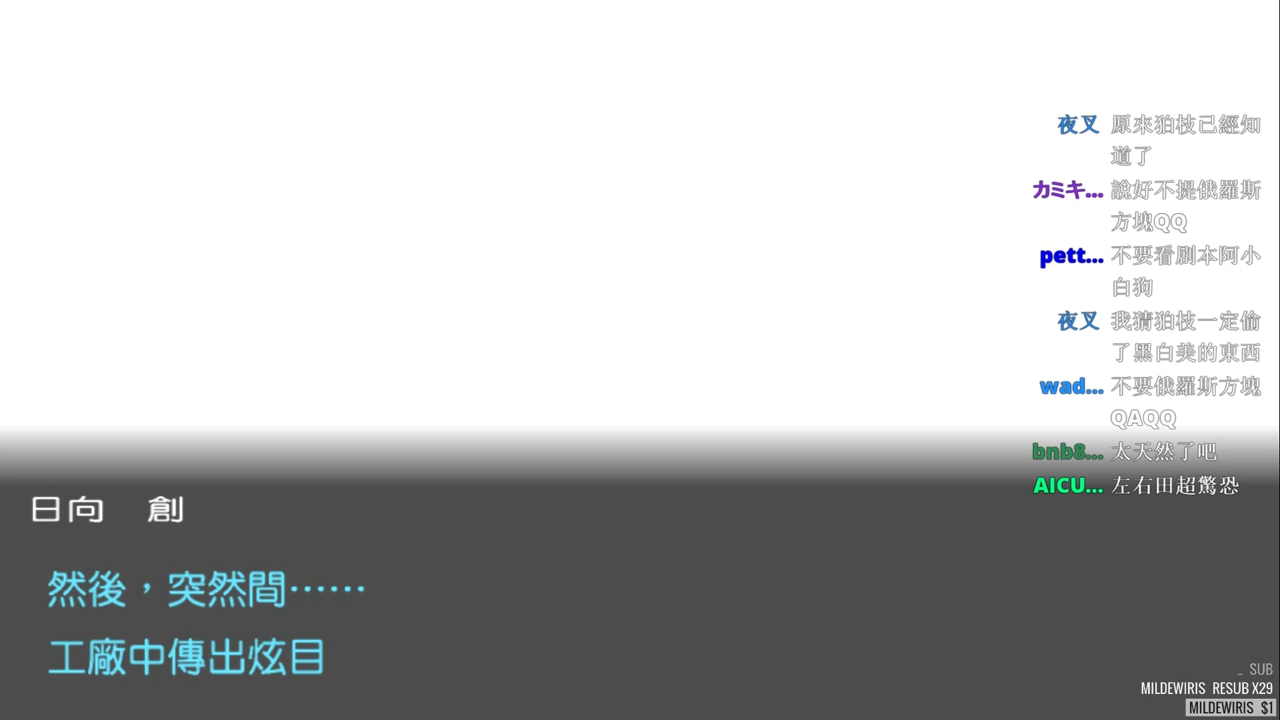 夜叉 原來狛枝已經知
道了
カミキ... 說好不提俄羅斯
方塊QQ
pett... 不要看劇本阿小
白狗
夜叉 我猜狛枝一定偷
了黑白美的東西
wad... 不要俄羅斯方塊
QAQQ
bnb8... 太天然了吧
AICU... 左右田超驚恐
日向　創
然後，突然間……
工廠中傳出炫目
_ SUB
MILDEWIRIS RESUB X29
MILDEWIRIS $1